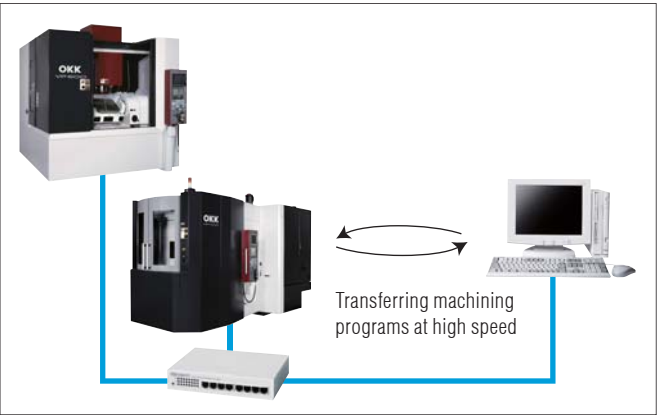 OKK
OKK
Transferring machining
programs at high speed